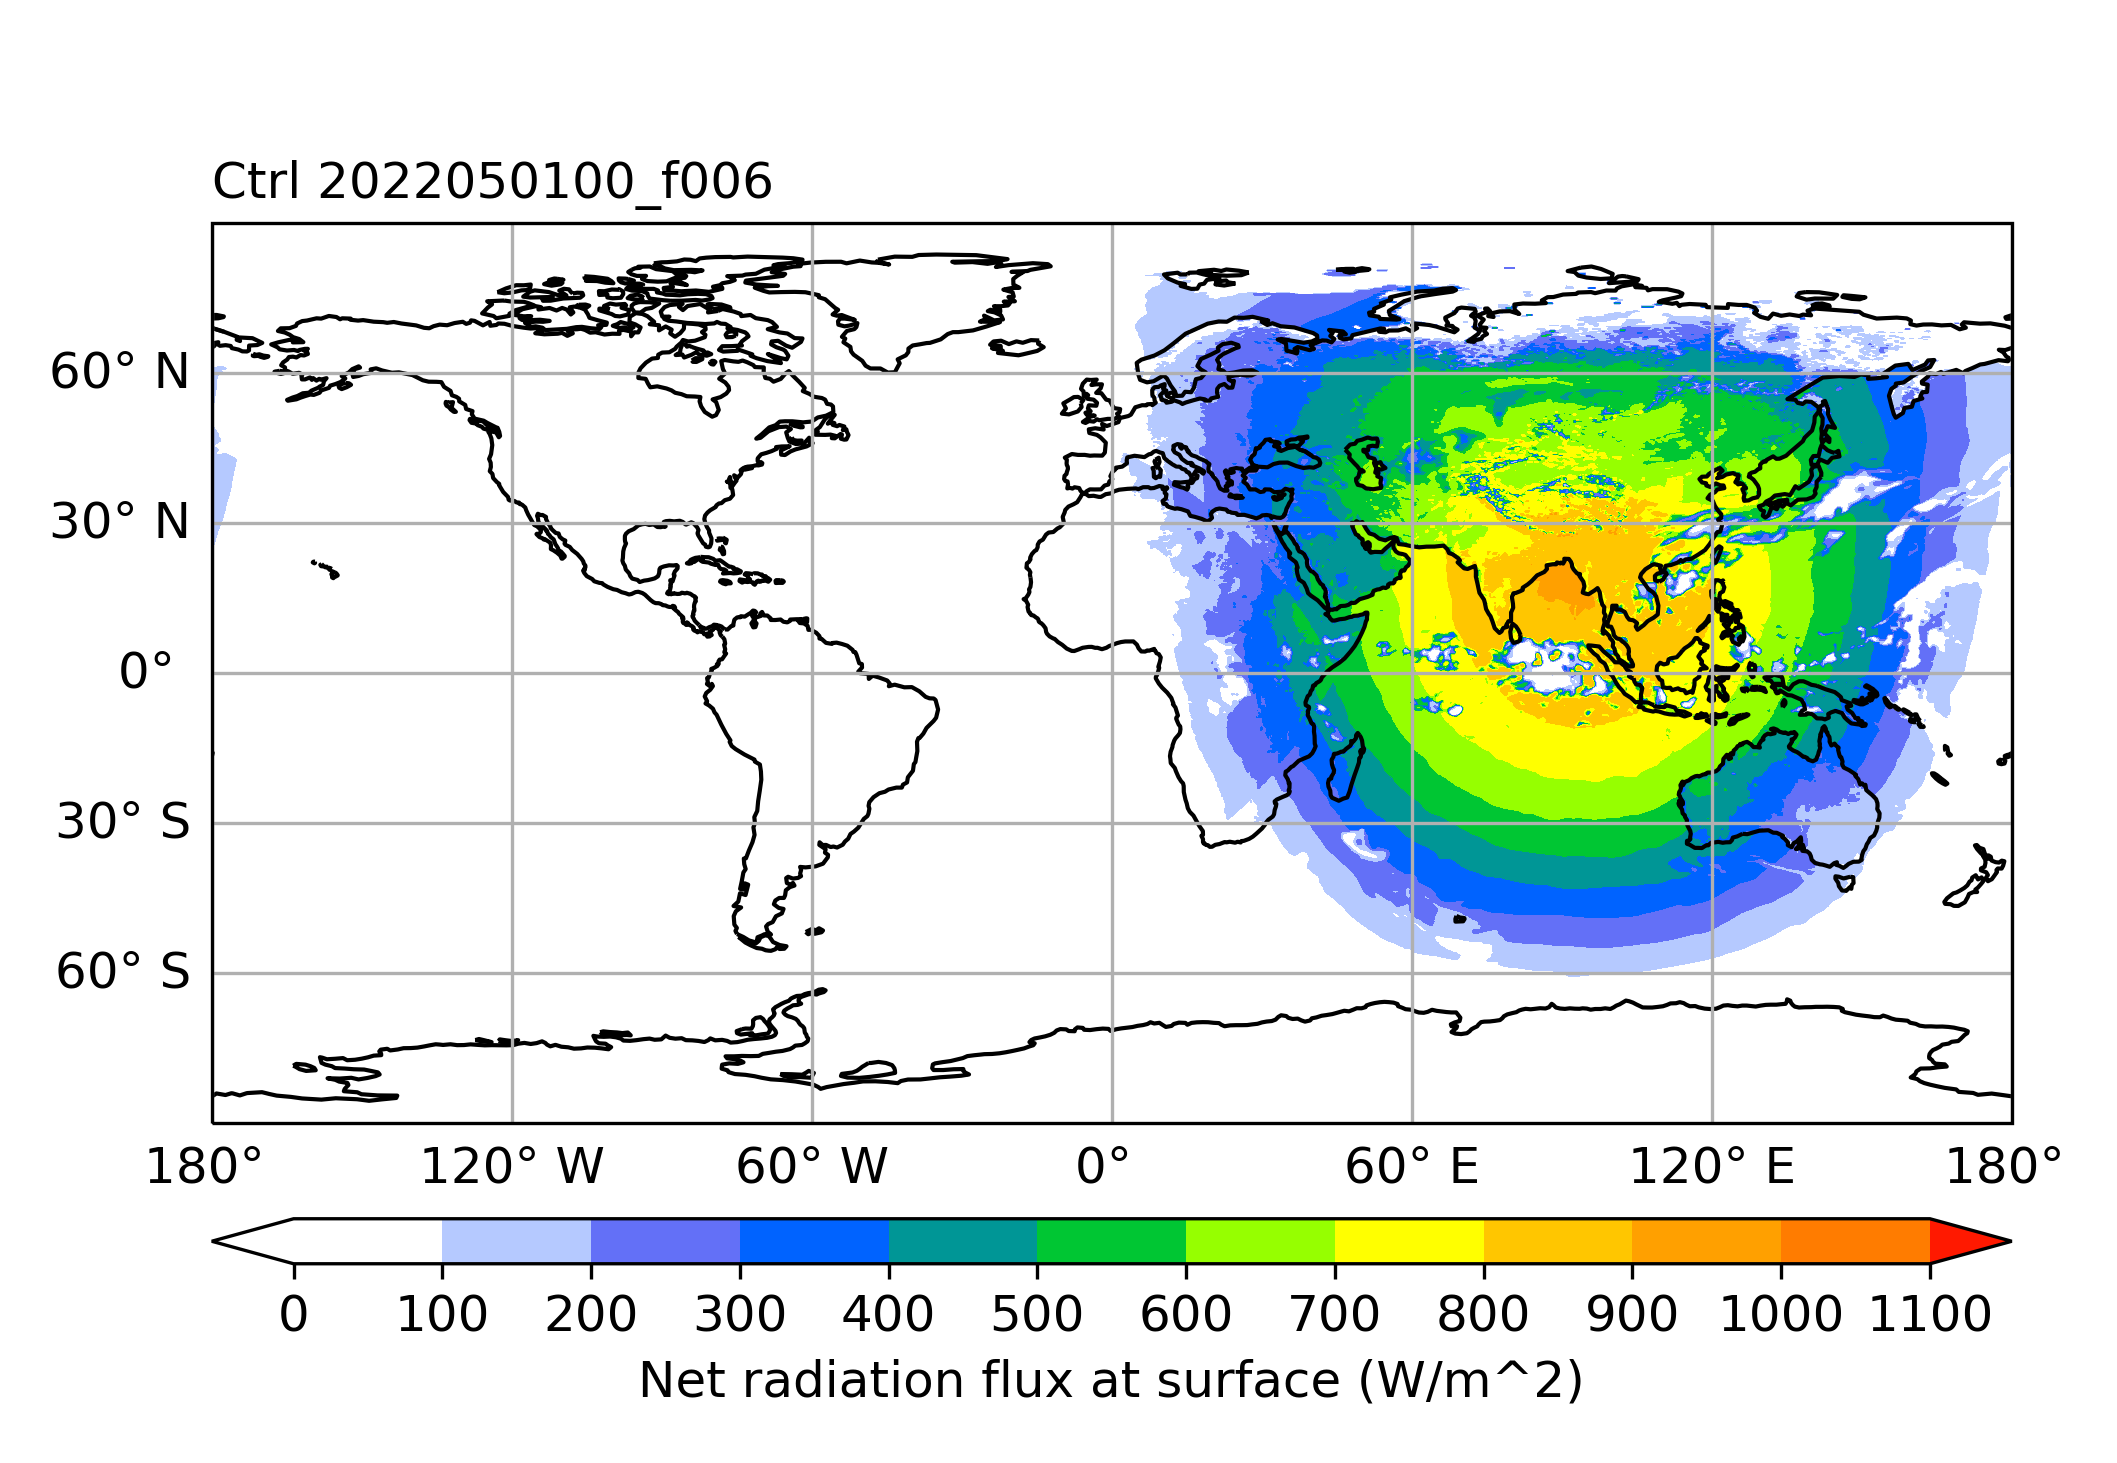 Ctrl 2022050100_f006
60° N
30° N
0°
30° S
60° S
180° 120° W 60° W 0° 60° E 120° E 180°
0 100 200 300 400 500 600 700 800 900 1000 1100
Net radiation flux at surface (W/m^2)